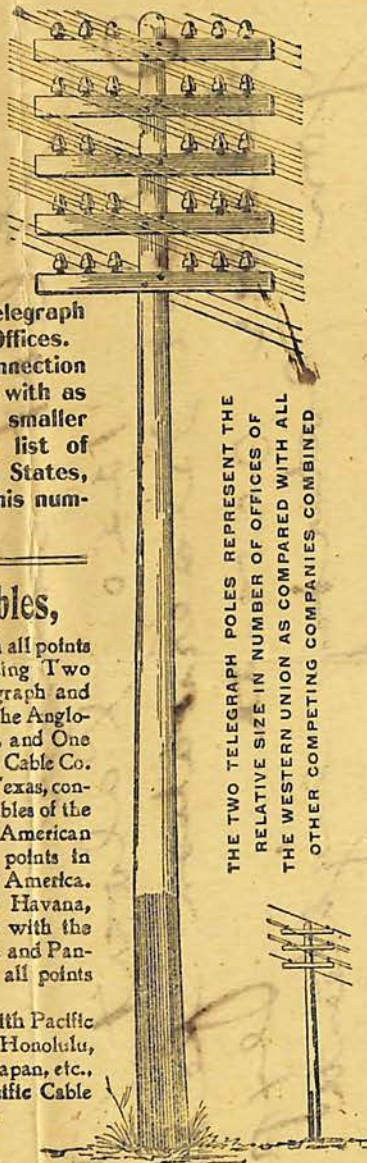 elegraph
Offices.
nnection
with as
smaller
list of
States,
his num-
bles,
all points
ing Two
graph and
he Anglo-
, and One
Cable Co.
Texas, con-
bles of the
American
points in
America.
Havana,
with the
and Pan-
all points
ith Pacific
Honolulu,
apan, etc.,
ific Cable
THE TWO TELEGRAPH POLES REPRESENT THE
RELATIVE SIZE IN NUMBER OF OFFICES OF
THE WESTERN UNION AS COMPARED WITH ALL
OTHER COMPETING COMPANIES COMBINED